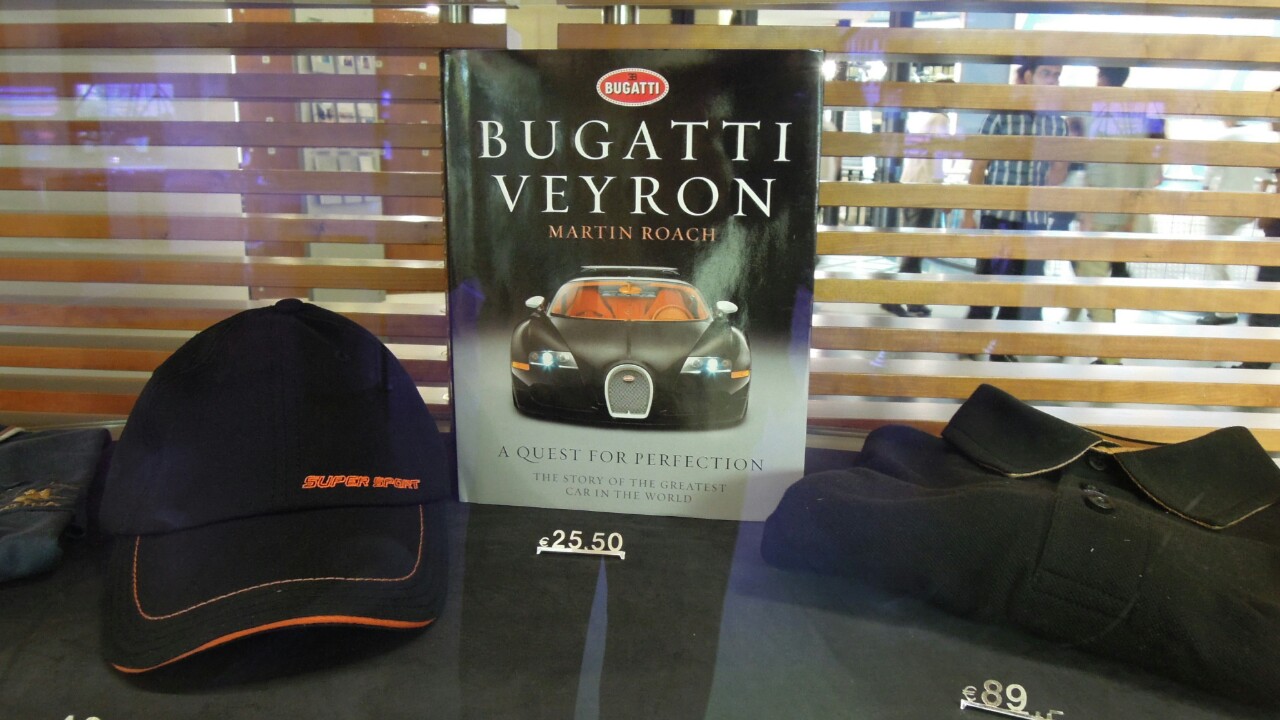 BUGATTI
BUGATTI
VEYRON
MARTIN ROACH
A QUEST FOR PERFECTION
THE STORY OF THE GREATEST
CAR IN THE WORLD
SUPER SPORT
€25.50
€89